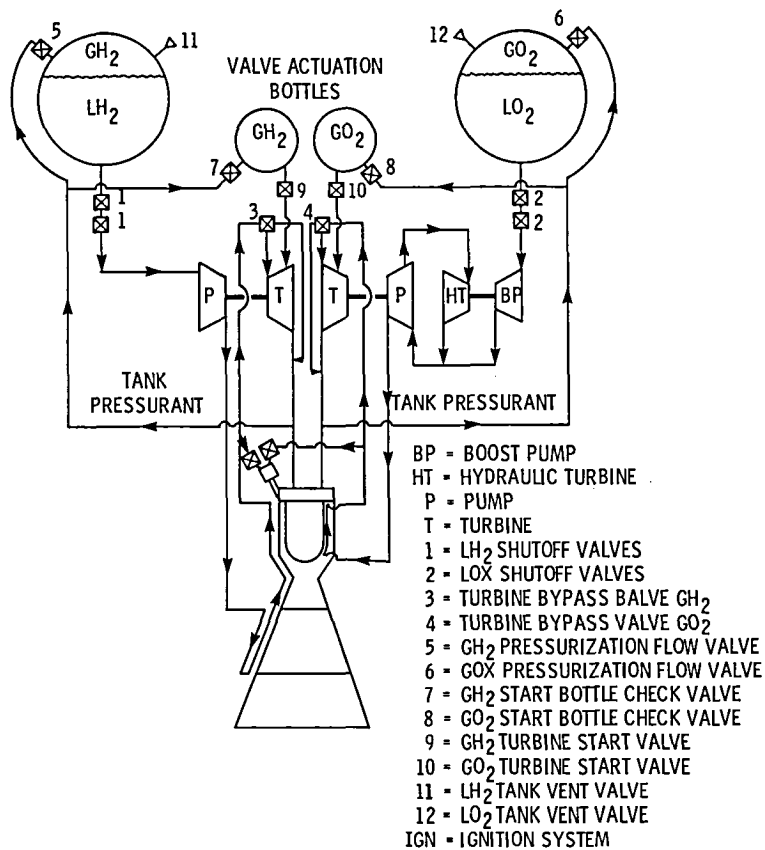 5
11
GH2
LH2
VALVE ACTUATION
BOTTLES
GH2
GO2
12
6
GO2
LO2
7
8
9
10
1
1
2
2
3
4
P
T
T
P
HT
BP
TANK
PRESSURANT
TANK PRESSURANT
BP = BOOST PUMP
HT = HYDRAULIC TURBINE
P = PUMP
T = TURBINE
1 = LH2 SHUTOFF VALVES
2 = LOX SHUTOFF VALVES
3 = TURBINE BYPASS BALVE GH2
4 = TURBINE BYPASS VALVE GO2
5 = GH2 PRESSURIZATION FLOW VALVE
6 = GOX PRESSURIZATION FLOW VALVE
7 = GH2 START BOTTLE CHECK VALVE
8 = GO2 START BOTTLE CHECK VALVE
9 = GH2 TURBINE START VALVE
10 = GO2 TURBINE START VALVE
11 = LH2 TANK VENT VALVE
12 = LO2 TANK VENT VALVE
IGN = IGNITION SYSTEM